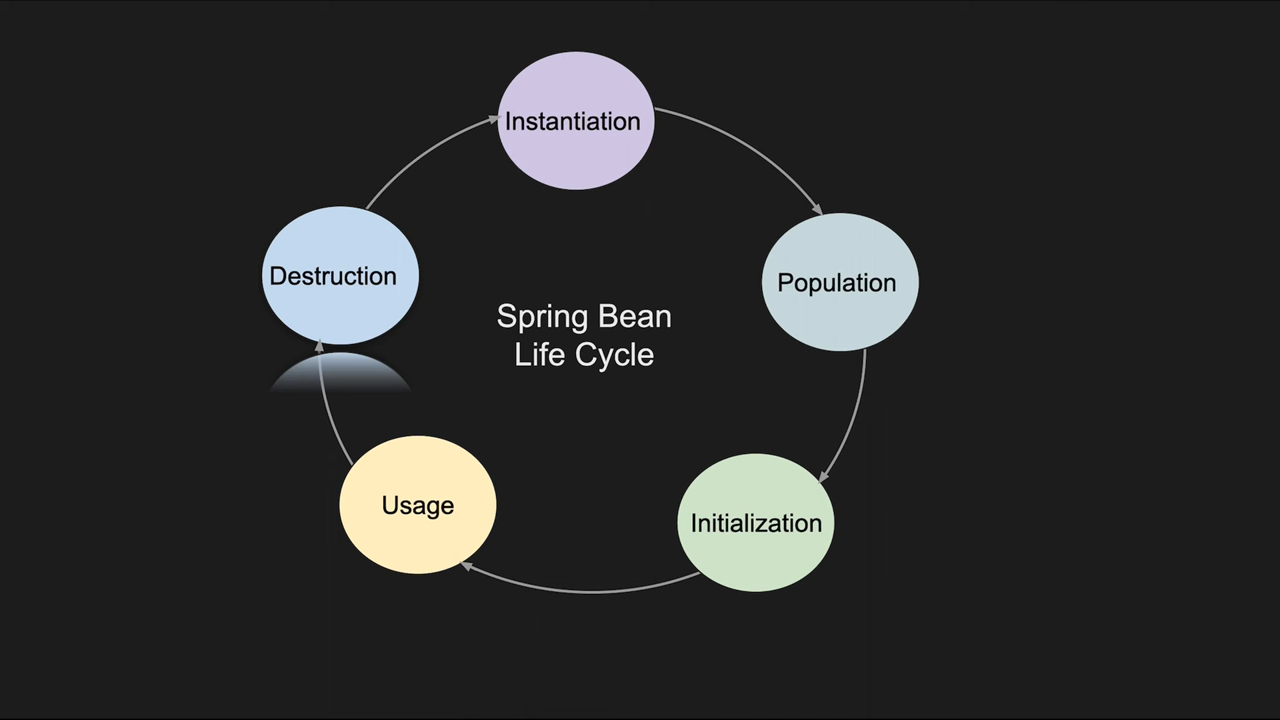 Instantiation
Population
Destruction
Spring Bean
Life Cycle
Usage
Initialization